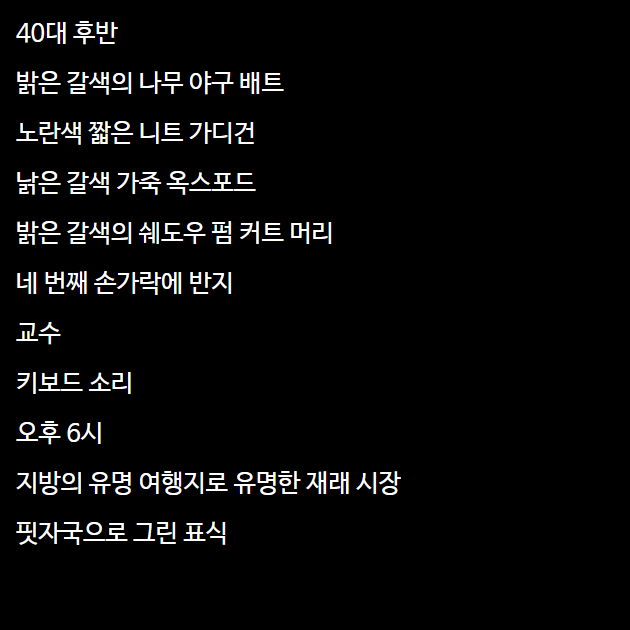 40대 후반
밝은 갈색의 나무 야구 배트
노란색 짧은 니트 가디건
낡은 갈색 가죽 옥스포드
밝은 갈색의 쉐도우 펌 커트 머리
네 번째 손가락에 반지
교수
키보드 소리
오후 6시
지방의 유명 여행지로 유명한 재래 시장
핏자국으로 그린 표식